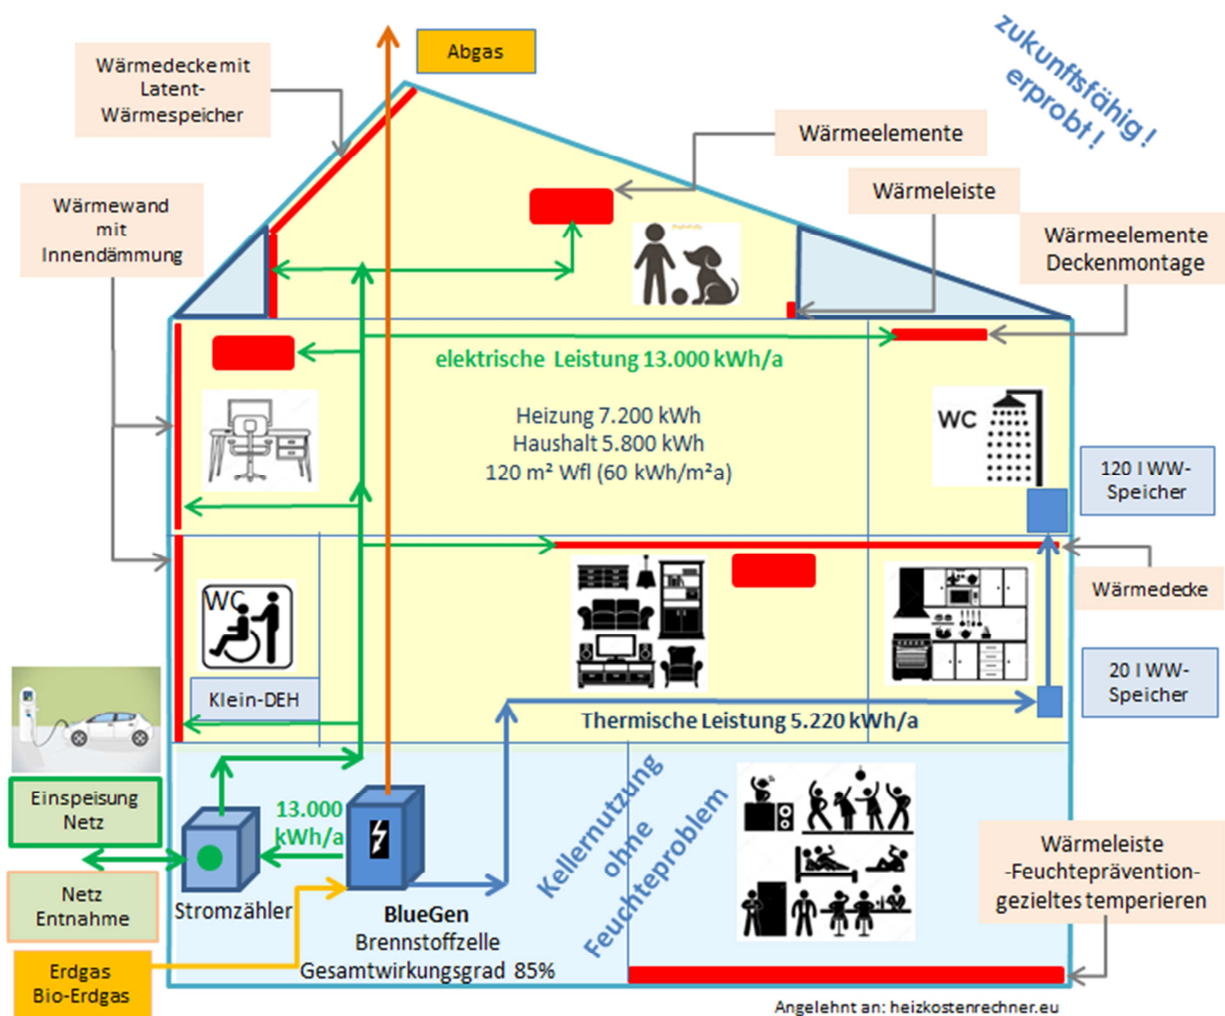 zukunftsfähig!
erprobt!
Abgas
Wärmedecke mit
Latent-
Wärmespeicher
Wärmeelemente
Wärmeleiste
Wärmewand
mit
Innendämmung
Wärmeelemente
Deckenmontage
elektrische Leistung 13.000 kWh/a
Heizung 7.200 kWh
Haushalt 5.800 kWh
120 m² Wfl (60 kWh/m²a)
WC
120 l WW-
Speicher
Wärmedecke
WC
Klein-DEH
20 l WW-
Speicher
Thermische Leistung 5.220 kWh/a
Einspeisung
Netz
13.000
kWh/a
Kellernutzung
ohne
Feuchteproblem
Netz
Entnahme
Stromzähler
BlueGen
Brennstoffzelle
Gesamtwirkungsgrad 85%
Wärmeleiste
-Feuchteprävention-
gezieltes temperieren
Erdgas
Bio-Erdgas
Angelehnt an: heizkostenrechner.eu